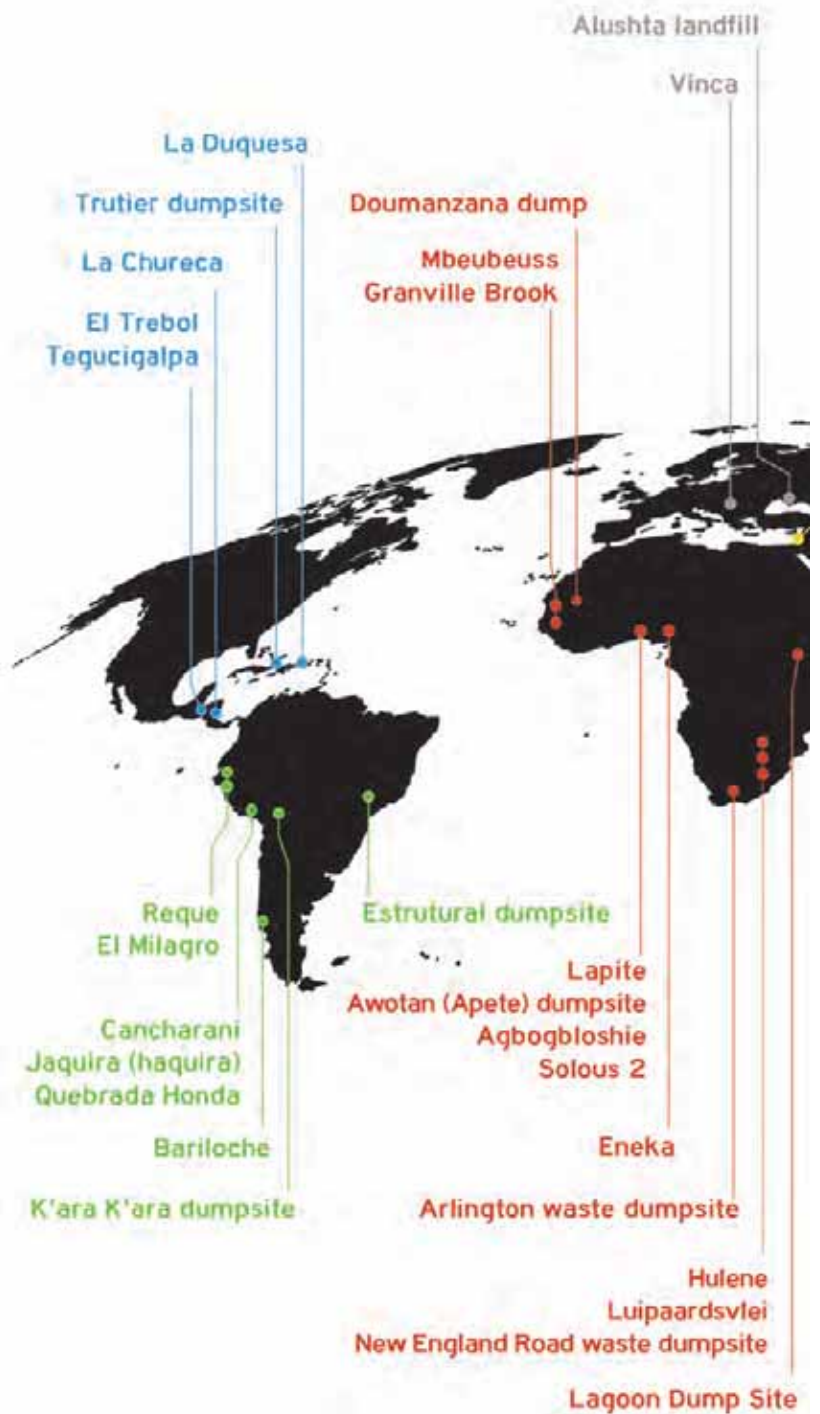 Alushta landfill
Vinca
La Duquesa
Trutier dumpsite
Doumanzana dump
La Chureca
Mbeubeuss
Granville Brook
El Trebol
Tegucigalpa
Reque
El Milagro
Estrutural dumpsite
Cancharani
Jaquira (haquira)
Quebrada Honda
Lapite
Awotan (Apete) dumpsite
Agbogbloshie
Solous 2
Bariloche
Eneka
K'ara K'ara dumpsite
Arlington waste dumpsite
Hulene
Luipaardsvlei
New England Road waste dumpsite
Lagoon Dump Site